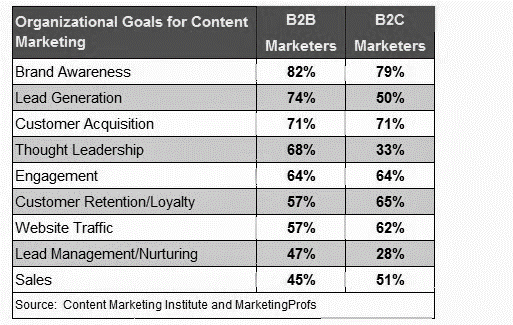 Organizational Goals for Content Marketing B2B Marketers B2C Marketers
Brand Awareness 82% 79%
Lead Generation 74% 50%
Customer Acquisition 71% 71%
Thought Leadership 68% 33%
Engagement 64% 64%
Customer Retention/Loyalty 57% 65%
Website Traffic 57% 62%
Lead Management/Nurturing 47% 28%
Sales 45% 51%
Source: Content Marketing Institute and MarketingProfs